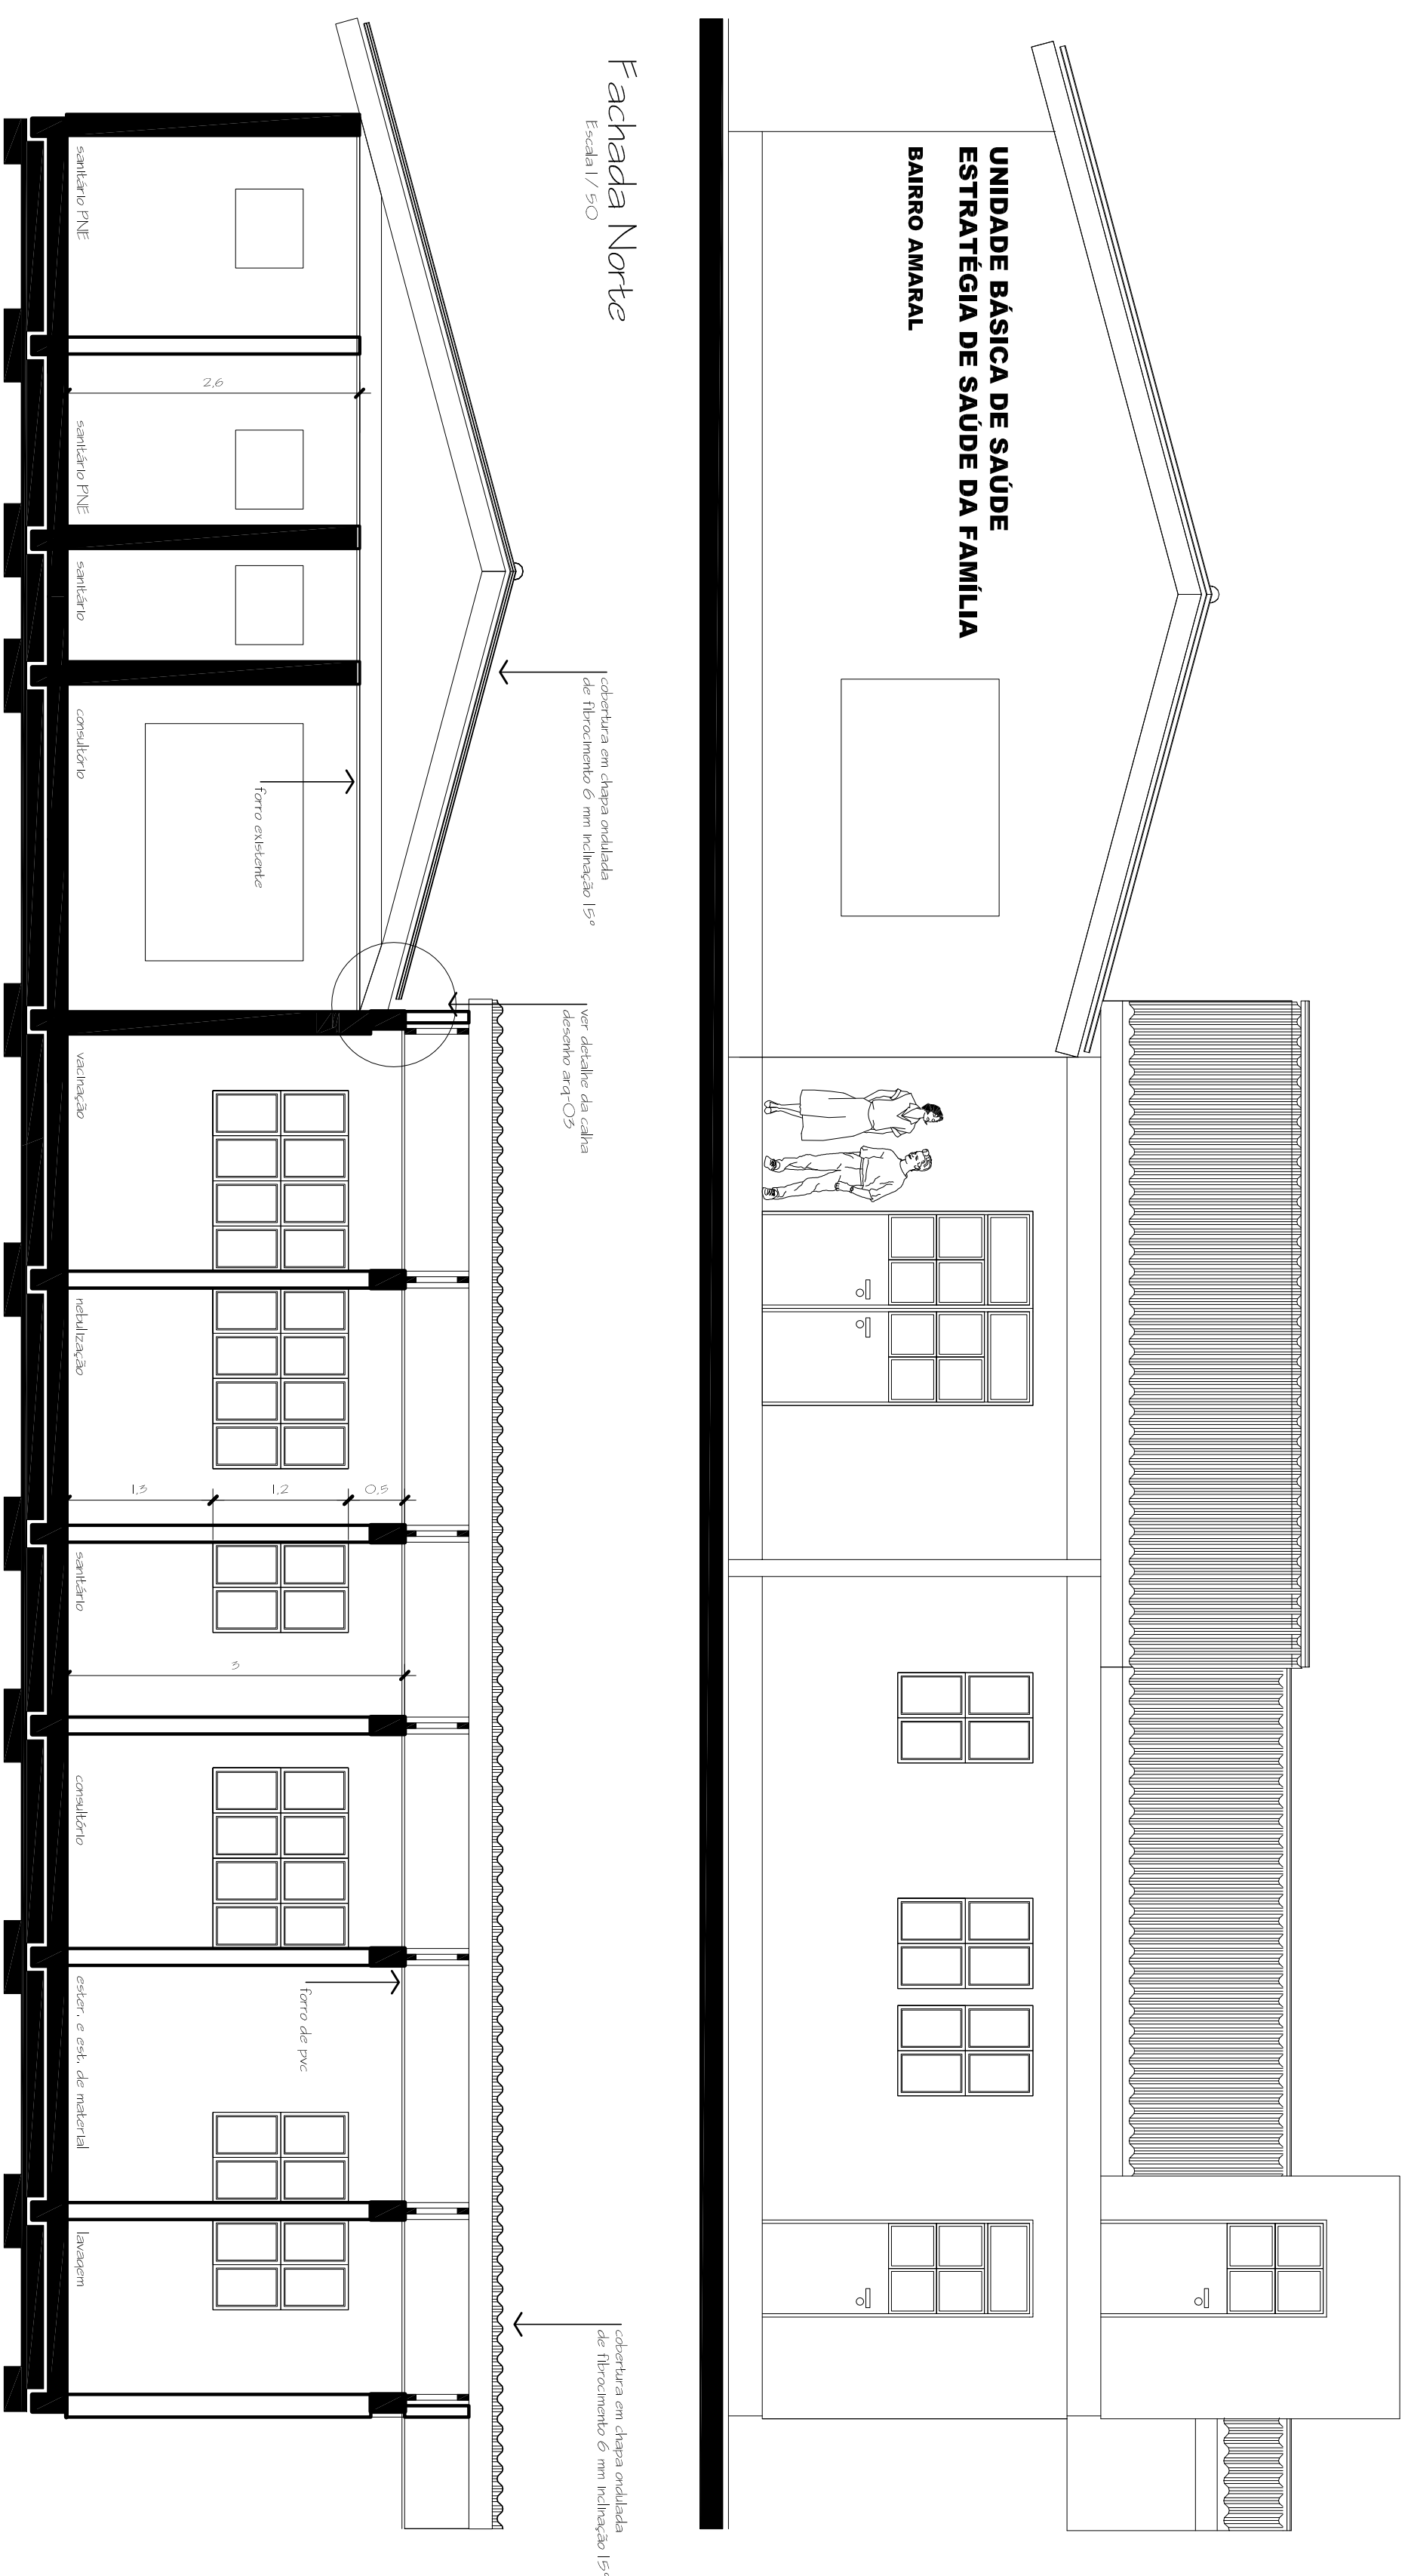 UNIDADE BÁSICA DE SAÚDE
ESTRATÉGIA DE SAÚDE DA FAMÍLIA
BAIRRO AMARAL
Fachada Norte
Escala 1/50
cobertura em chapa ondulada
de fibrocimento 6 mm inclinação 15º
ver detalhe da calha
desenho arq-03
cobertura em chapa ondulada
de fibrocimento 6 mm inclinação 15º
forro existente
forro de pvc
2,6
1,3
1,2
0,5
3
sanitário PNE
sanitário PNE
sanitário
consultório
vacinação
nebulização
sanitário
consultório
ester. e est. de material
lavagem